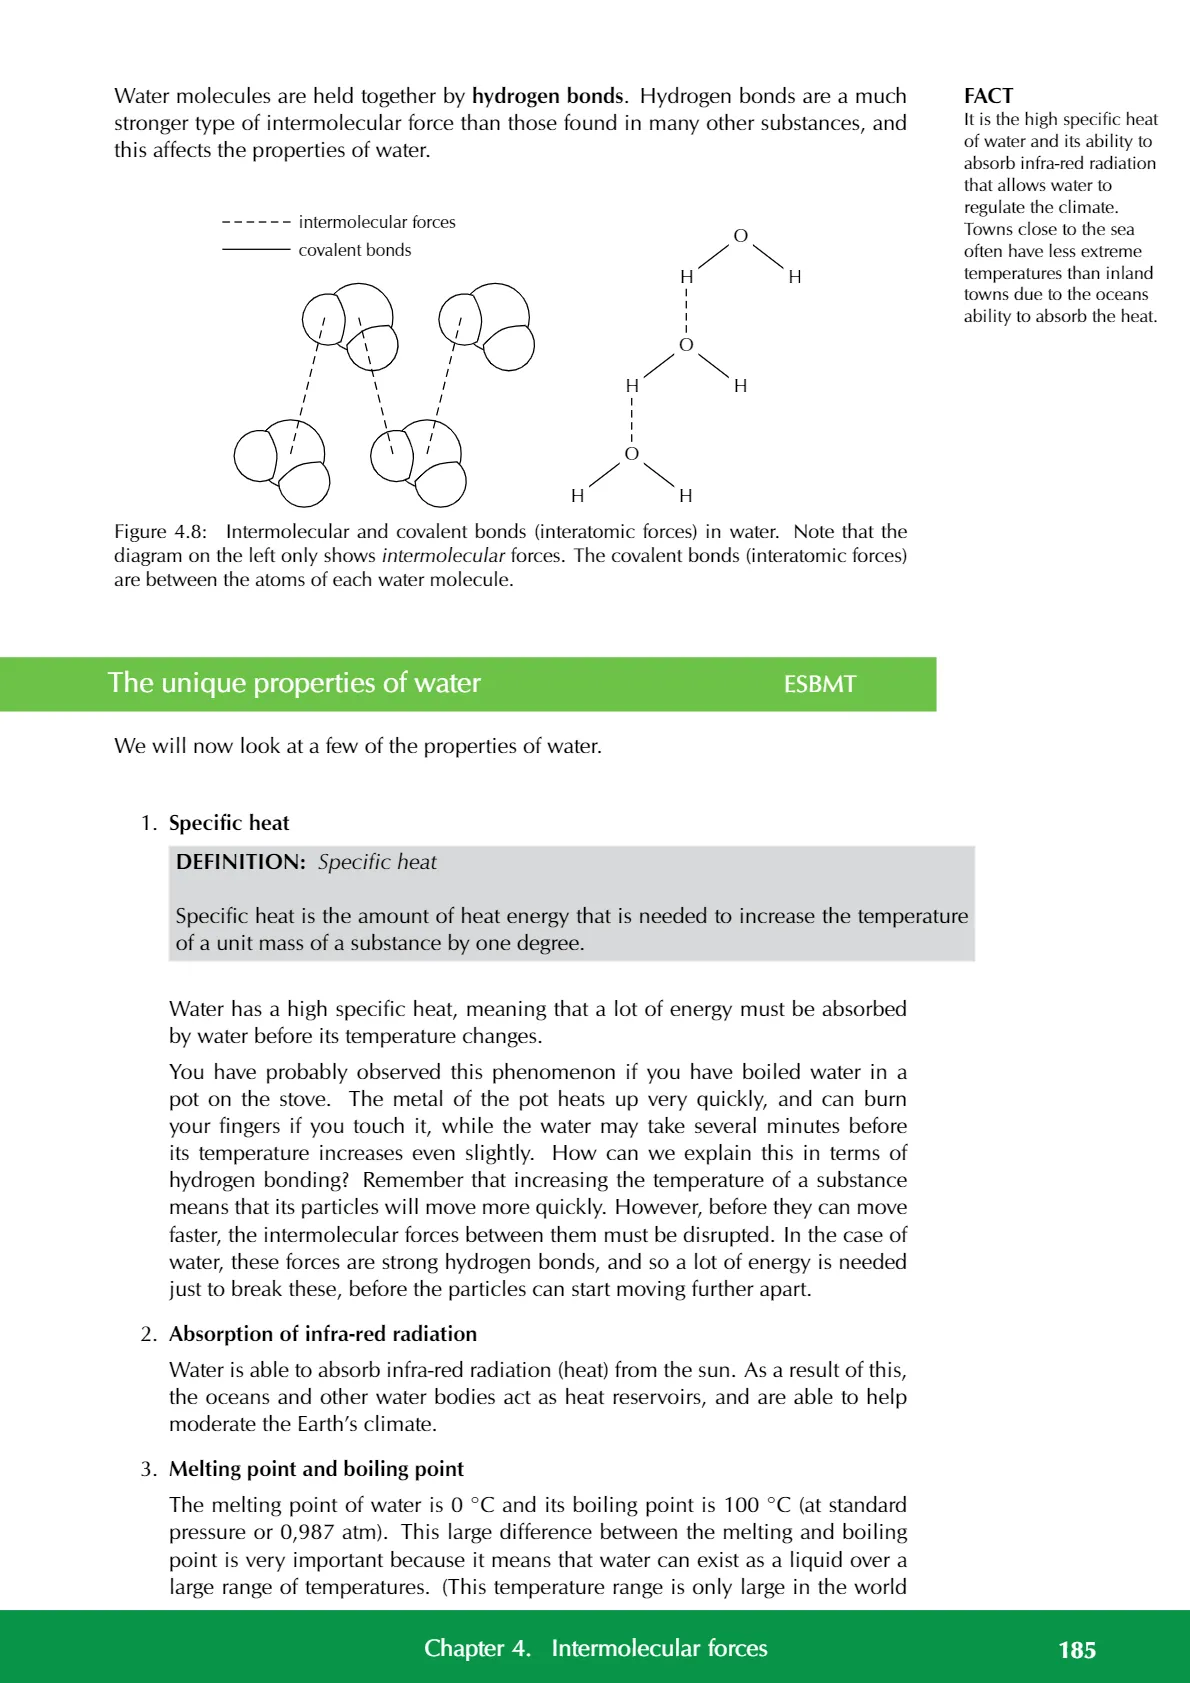 Water molecules are held together by hydrogen bonds. Hydrogen bonds are a much
stronger type of intermolecular force than those found in many other substances, and
this affects the properties of water.
FACT
It is the high specific heat
of water and its ability to
absorb infra-red radiation
that allows water to
regulate the climate.
Towns close to the sea
often have less extreme
temperatures than inland
towns due to the oceans
ability to absorb the heat.
intermolecular forces
covalent bonds
O
H H
O
H H
O
H H
Figure 4.8: Intermolecular and covalent bonds (interatomic forces) in water. Note that the
diagram on the left only shows intermolecular forces. The covalent bonds (interatomic forces)
are between the atoms of each water molecule.
The unique properties of water ESBMT
We will now look at a few of the properties of water.
1. Specific heat
DEFINITION: Specific heat
Specific heat is the amount of heat energy that is needed to increase the temperature
of a unit mass of a substance by one degree.
Water has a high specific heat, meaning that a lot of energy must be absorbed
by water before its temperature changes.
You have probably observed this phenomenon if you have boiled water in a
pot on the stove. The metal of the pot heats up very quickly, and can burn
your fingers if you touch it, while the water may take several minutes before
its temperature increases even slightly. How can we explain this in terms of
hydrogen bonding? Remember that increasing the temperature of a substance
means that its particles will move more quickly. However, before they can move
faster, the intermolecular forces between them must be disrupted. In the case of
water, these forces are strong hydrogen bonds, and so a lot of energy is needed
just to break these, before the particles can start moving further apart.
2. Absorption of infra-red radiation
Water is able to absorb infra-red radiation (heat) from the sun. As a result of this,
the oceans and other water bodies act as heat reservoirs, and are able to help
moderate the Earth's climate.
3. Melting point and boiling point
The melting point of water is 0 °C and its boiling point is 100 °C (at standard
pressure or 0,987 atm). This large difference between the melting and boiling
point is very important because it means that water can exist as a liquid over a
large range of temperatures. (This temperature range is only large in the world
Chapter 4. Intermolecular forces 185